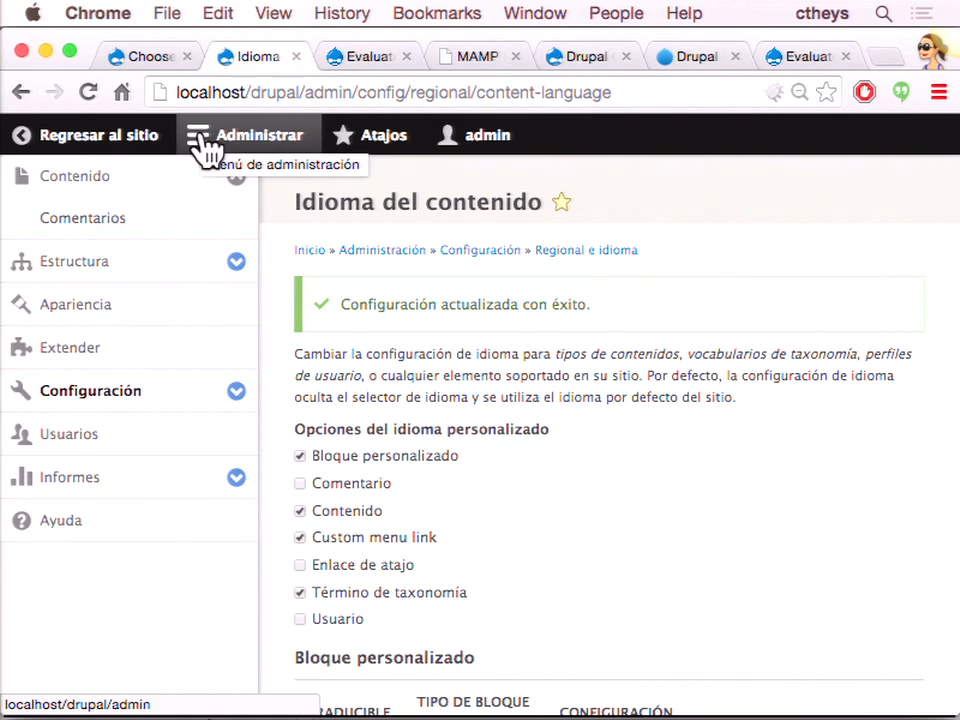 Chrome File Edit View History Bookmarks Window People Help ctheys
Choose Idioma Evaluat MAMP Drupal Drupal Evaluat
localhost/drupal/admin/config/regional/content-language
Regresar al sitio Administrar Atajos admin
enú de administración
Contenido
Comentarios
Estructura
Apariencia
Extender
Configuración
Usuarios
Informes
Ayuda
Idioma del contenido
Inicio » Administración » Configuración » Regional e idioma
Configuración actualizada con éxito.
Cambiar la configuración de idioma para tipos de contenidos, vocabularios de taxonomía, perfiles
de usuario, o cualquier elemento soportado en su sitio. Por defecto, la configuración de idioma
oculta el selector de idioma y se utiliza el idioma por defecto del sitio.
Opciones del idioma personalizado
Bloque personalizado
Comentario
Contenido
Custom menu link
Enlace de atajo
Término de taxonomía
Usuario
Bloque personalizado
TIPO DE BLOQUE
RADUCIBLE CONFIGURACIÓN
localhost/drupal/admin